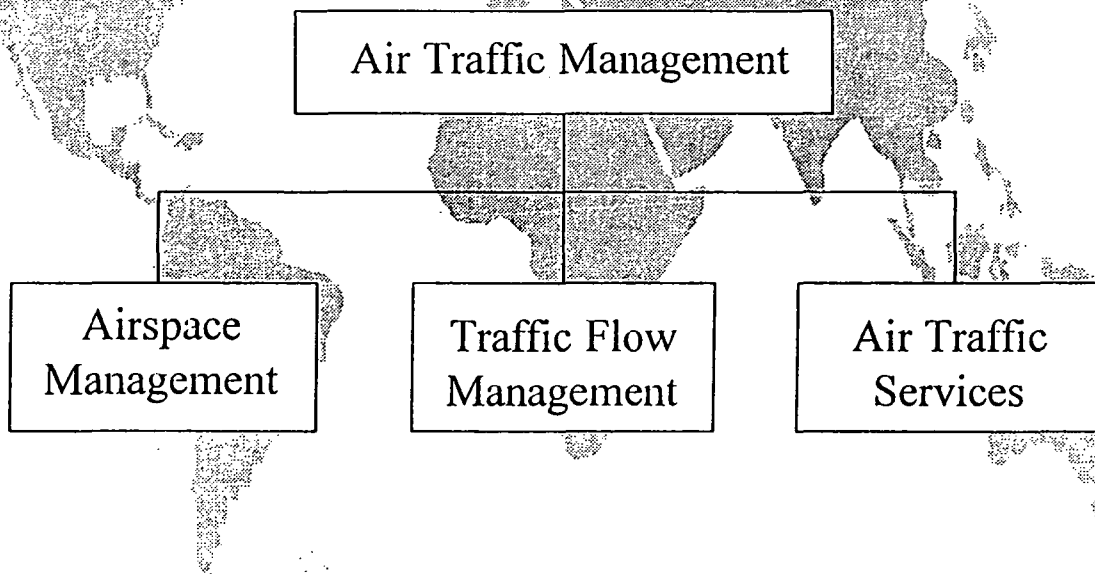 Air Traffic Management
Airspace
Management
Traffic Flow
Management
Air Traffic
Services